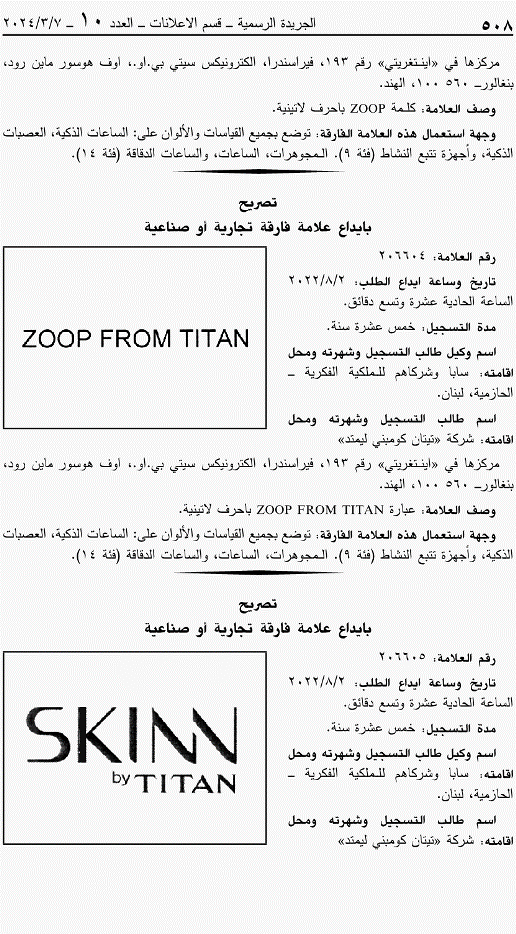 ٥٠٨ الجريدة الرسمية ــ قسم الاعلانات ــ العدد ١٠ ــ ٢٠٢٤/٣/٧
مركزها في «اينتغريتي» رقم ١٩٣، فيراسندرا، الكترونيكس سيتي بي.او.، اوف هوسور ماين رود،
بنغالورــ ٥٦٠ ١٠٠، الهند.
وصف العلامة: كلمة ZOOP باحرف لاتينية.
وجهة استعمال هذه العلامة الفارقة: توضع بجميع القياسات والألوان على: الساعات الذكية، العصبات
الذكية، وأجهزة تتبع النشاط (فئة ٩). المجوهرات، الساعات، والساعات الدقاقة (فئة ١٤).
تصريح
بايداع علامة فارقة تجارية أو صناعية
رقم العلامة: ٢٠٦٦٠٤
تاريخ وساعة ايداع الطلب: ٢٠٢٢/٨/٢
الساعة الحادية عشرة وتسع دقائق.
مدة التسجيل: خمس عشرة سنة.
اسم وكيل طالب التسجيل وشهرته ومحل
اقامته: سابا وشركاهم للملكية الفكرية ــ
الحازمية، لبنان.
اسم طالب التسجيل وشهرته ومحل
اقامته: شركة «تيتان كومبني ليمتد»
ZOOP FROM TITAN
مركزها في «اينتغريتي» رقم ١٩٣، فيراسندرا، الكترونيكس سيتي بي.او.، اوف هوسور ماين رود،
بنغالورــ ٥٦٠ ١٠٠، الهند.
وصف العلامة: عبارة ZOOP FROM TITAN باحرف لاتينية.
وجهة استعمال هذه العلامة الفارقة: توضع بجميع القياسات والألوان على: الساعات الذكية، العصبات
الذكية، وأجهزة تتبع النشاط (فئة ٩). المجوهرات، الساعات، والساعات الدقاقة (فئة ١٤).
تصريح
بايداع علامة فارقة تجارية أو صناعية
رقم العلامة: ٢٠٦٦٠٥
تاريخ وساعة ايداع الطلب: ٢٠٢٢/٨/٢
الساعة الحادية عشرة وتسع دقائق.
مدة التسجيل: خمس عشرة سنة.
اسم وكيل طالب التسجيل وشهرته ومحل
اقامته: سابا وشركاهم للملكية الفكرية ــ
الحازمية، لبنان.
اسم طالب التسجيل وشهرته ومحل
اقامته: شركة «تيتان كومبني ليمتد»
SKINN
by TITAN